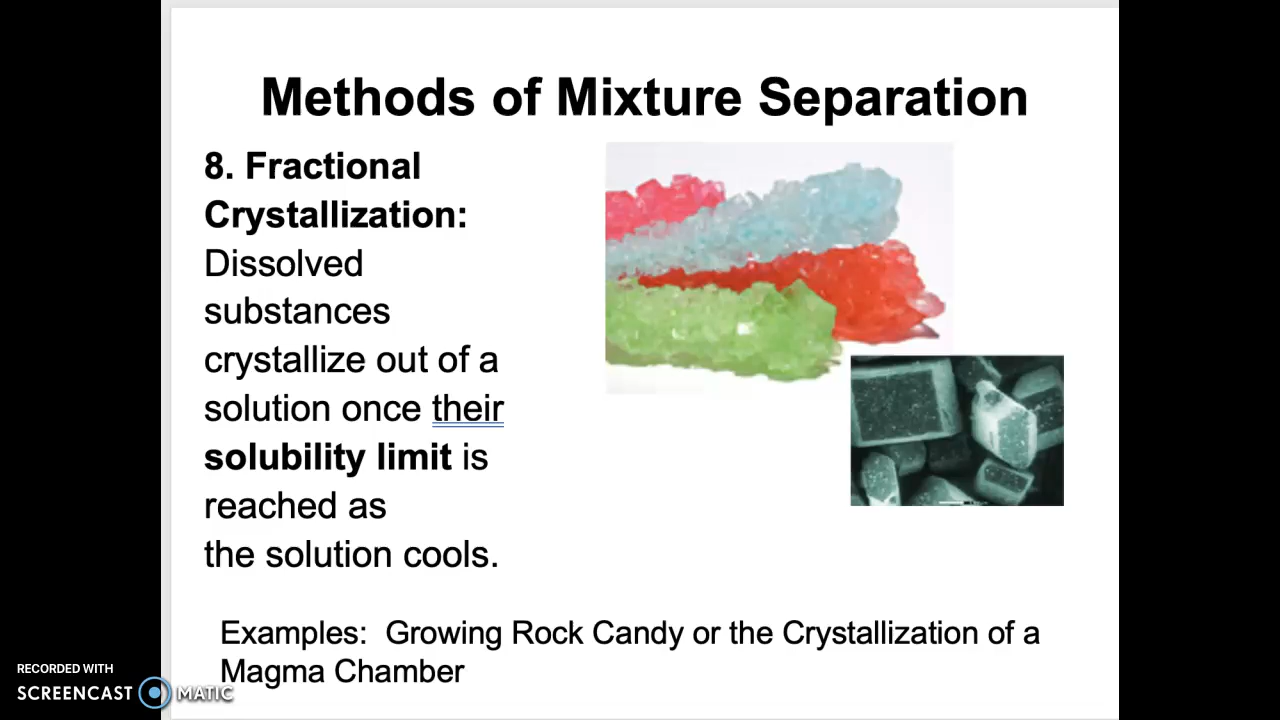 Methods of Mixture Separation
8. Fractional
Crystallization:
Dissolved
substances
crystallize out of a
solution once their
solubility limit is
reached as
the solution cools.
Examples:  Growing Rock Candy or the Crystallization of a
Magma Chamber
RECORDED WITH
SCREENCAST MATIC